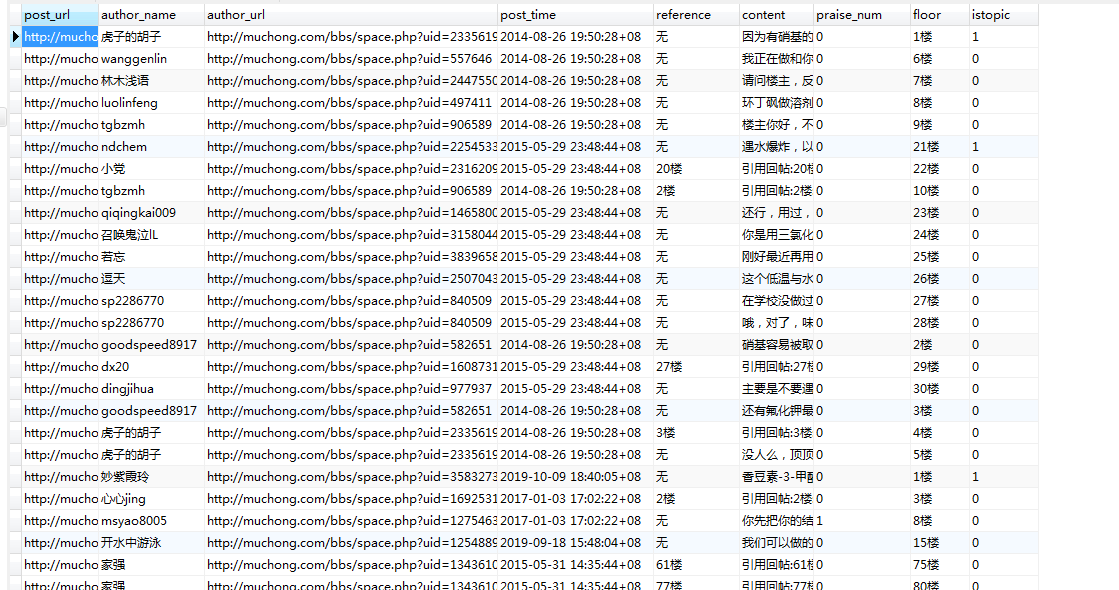 post_url author_name author_url post_time reference content praise_num floor istopic
http://mucho 虎子的胡子 http://muchong.com/bbs/space.php?uid=2335619 2014-08-26 19:50:28+08 无 因为有硝基的 0 1楼 1
http://mucho wanggenlin http://muchong.com/bbs/space.php?uid=557646 2014-08-26 19:50:28+08 无 我正在做和你 0 6楼 0
http://mucho 林木浅语 http://muchong.com/bbs/space.php?uid=2447550 2014-08-26 19:50:28+08 无 请问楼主，反 0 7楼 0
http://mucho luolinfeng http://muchong.com/bbs/space.php?uid=497411 2014-08-26 19:50:28+08 无 环丁砜做溶剂 0 8楼 0
http://mucho tgbzmh http://muchong.com/bbs/space.php?uid=906589 2014-08-26 19:50:28+08 无 楼主你好，不 0 9楼 0
http://mucho ndchem http://muchong.com/bbs/space.php?uid=2254533 2015-05-29 23:48:44+08 无 遇水爆炸，以 0 21楼 1
http://mucho 小党 http://muchong.com/bbs/space.php?uid=2316209 2015-05-29 23:48:44+08 20楼 引用回帖:20楼 0 22楼 0
http://mucho tgbzmh http://muchong.com/bbs/space.php?uid=906589 2014-08-26 19:50:28+08 2楼 引用回帖:2楼 0 10楼 0
http://mucho qiqingkai009 http://muchong.com/bbs/space.php?uid=1465800 2015-05-29 23:48:44+08 无 还行，用过， 0 23楼 0
http://mucho 召唤鬼泣lL http://muchong.com/bbs/space.php?uid=3158044 2015-05-29 23:48:44+08 无 你是用三氯化 0 24楼 0
http://mucho 若忘 http://muchong.com/bbs/space.php?uid=3839658 2015-05-29 23:48:44+08 无 刚好最近再用 0 25楼 0
http://mucho 逗天 http://muchong.com/bbs/space.php?uid=2507043 2015-05-29 23:48:44+08 无 这个低温与水 0 26楼 0
http://mucho sp2286770 http://muchong.com/bbs/space.php?uid=840509 2015-05-29 23:48:44+08 无 在学校没做过 0 27楼 0
http://mucho sp2286770 http://muchong.com/bbs/space.php?uid=840509 2015-05-29 23:48:44+08 无 哦，对了，味 0 28楼 0
http://mucho goodspeed8917 http://muchong.com/bbs/space.php?uid=582651 2014-08-26 19:50:28+08 无 硝基容易被取 0 2楼 0
http://mucho dx20 http://muchong.com/bbs/space.php?uid=1608731 2015-05-29 23:48:44+08 27楼 引用回帖:27楼 0 29楼 0
http://mucho dingjihua http://muchong.com/bbs/space.php?uid=977937 2015-05-29 23:48:44+08 无 主要是不要遇 0 30楼 0
http://mucho goodspeed8917 http://muchong.com/bbs/space.php?uid=582651 2014-08-26 19:50:28+08 无 还有氟化钾最 0 3楼 0
http://mucho 虎子的胡子 http://muchong.com/bbs/space.php?uid=2335619 2014-08-26 19:50:28+08 3楼 引用回帖:3楼 0 4楼 0
http://mucho 虎子的胡子 http://muchong.com/bbs/space.php?uid=2335619 2014-08-26 19:50:28+08 无 没人么，顶顶 0 5楼 0
http://mucho 妙紫霞玲 http://muchong.com/bbs/space.php?uid=3583273 2019-10-09 18:40:05+08 无 香豆素-3-甲酯 0 1楼 1
http://mucho 心心jing http://muchong.com/bbs/space.php?uid=1692531 2017-01-03 17:02:22+08 2楼 引用回帖:2楼 0 3楼 0
http://mucho msyao8005 http://muchong.com/bbs/space.php?uid=1275463 2017-01-03 17:02:22+08 无 你先把你的结 1 8楼 0
http://mucho 开水中游泳 http://muchong.com/bbs/space.php?uid=1254889 2019-09-18 15:48:04+08 无 我们可以做的 0 15楼 0
http://mucho 家强 http://muchong.com/bbs/space.php?uid=1343610 2015-05-31 14:35:44+08 61楼 引用回帖:61楼 0 75楼 0
http://mucho 家强 http://muchong.com/bbs/space.php?uid=1343610 2015-05-31 14:35:44+08 77楼 引用回帖:77楼 0 80楼 0